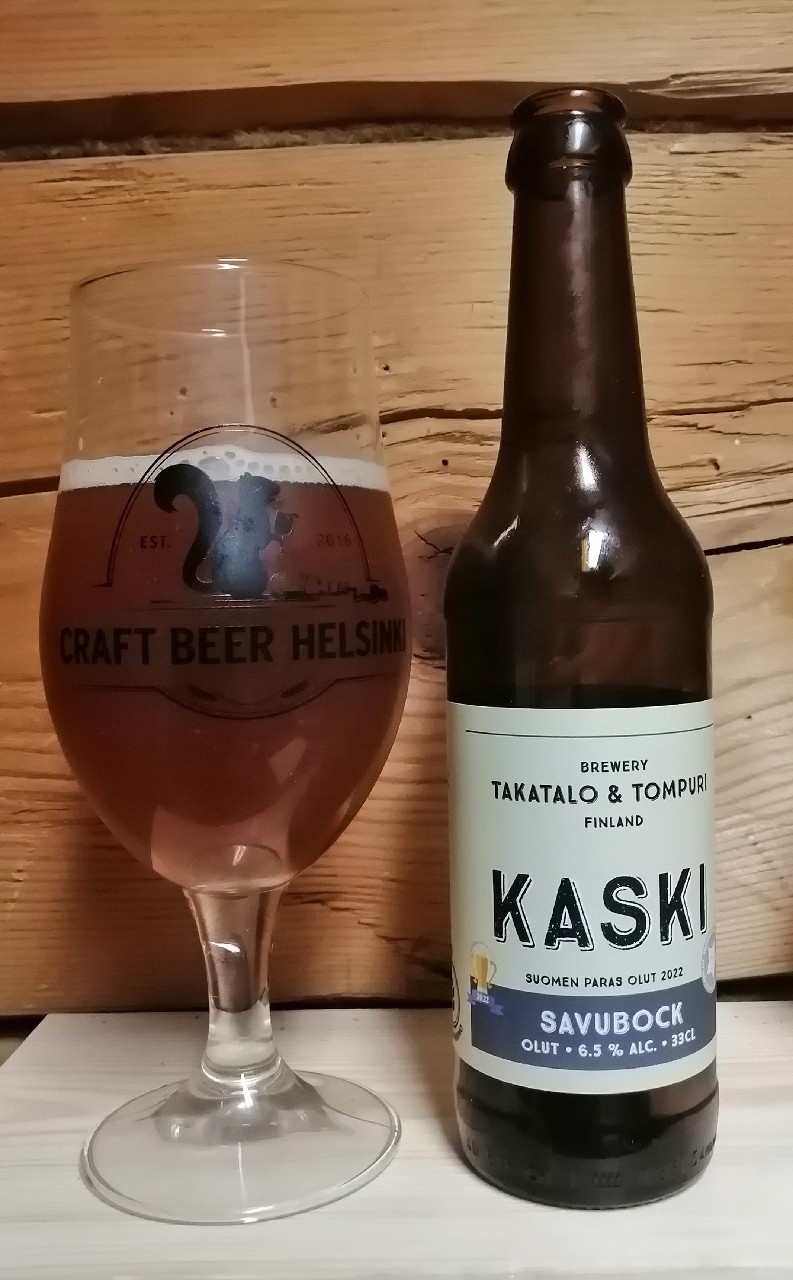 EST. 2016
CRAFT BEER HELSINKI
BREWERY
TAKATALO & TOMPURI
FINLAND
KASKI
SUOMEN PARAS OLUT 2022
2022
SAVUBOCK
OLUT • 6.5 % ALC. • 33CL